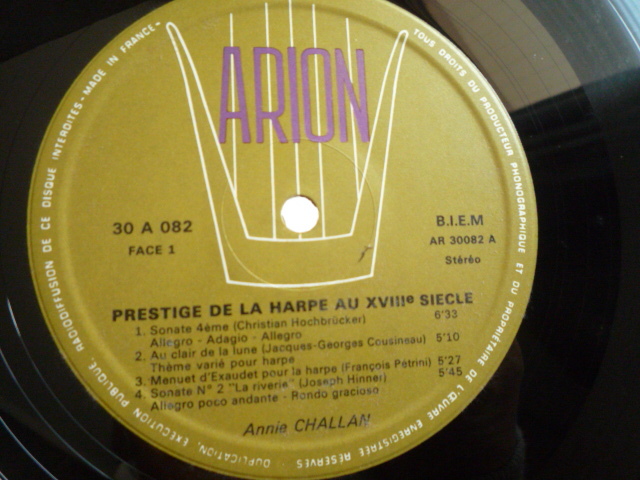 ARION
TOUS DROITS DU PRODUCTEUR PHONOGRAPHIQUE ET DU PROPRIÉTAIRE DE L'ŒUVRE ENREGISTRÉE RÉSERVÉS
DUPLICATION, EXÉCUTION PUBLIQUE, RADIODIFFUSION DE CE DISQUE INTERDITES - MADE IN FRANCE -
30 A 082
FACE 1
B.I.E.M
AR 30082 A
Stéréo
PRESTIGE DE LA HARPE AU XVIIIe SIECLE
1. Sonate 4ème (Christian Hochbrücker) 6'33
Allegro - Adagio - Allegro
2. Au clair de la lune (Jacques-Georges Cousineau) 5'10
Thème varié pour harpe
3. Menuet d'Exaudet pour la harpe (François Pétrini) 5'27
4. Sonate N° 2 "La riverie" (Joseph Hinner) 5'45
Allegro poco andante - Rondo gracioso
Annie CHALLAN